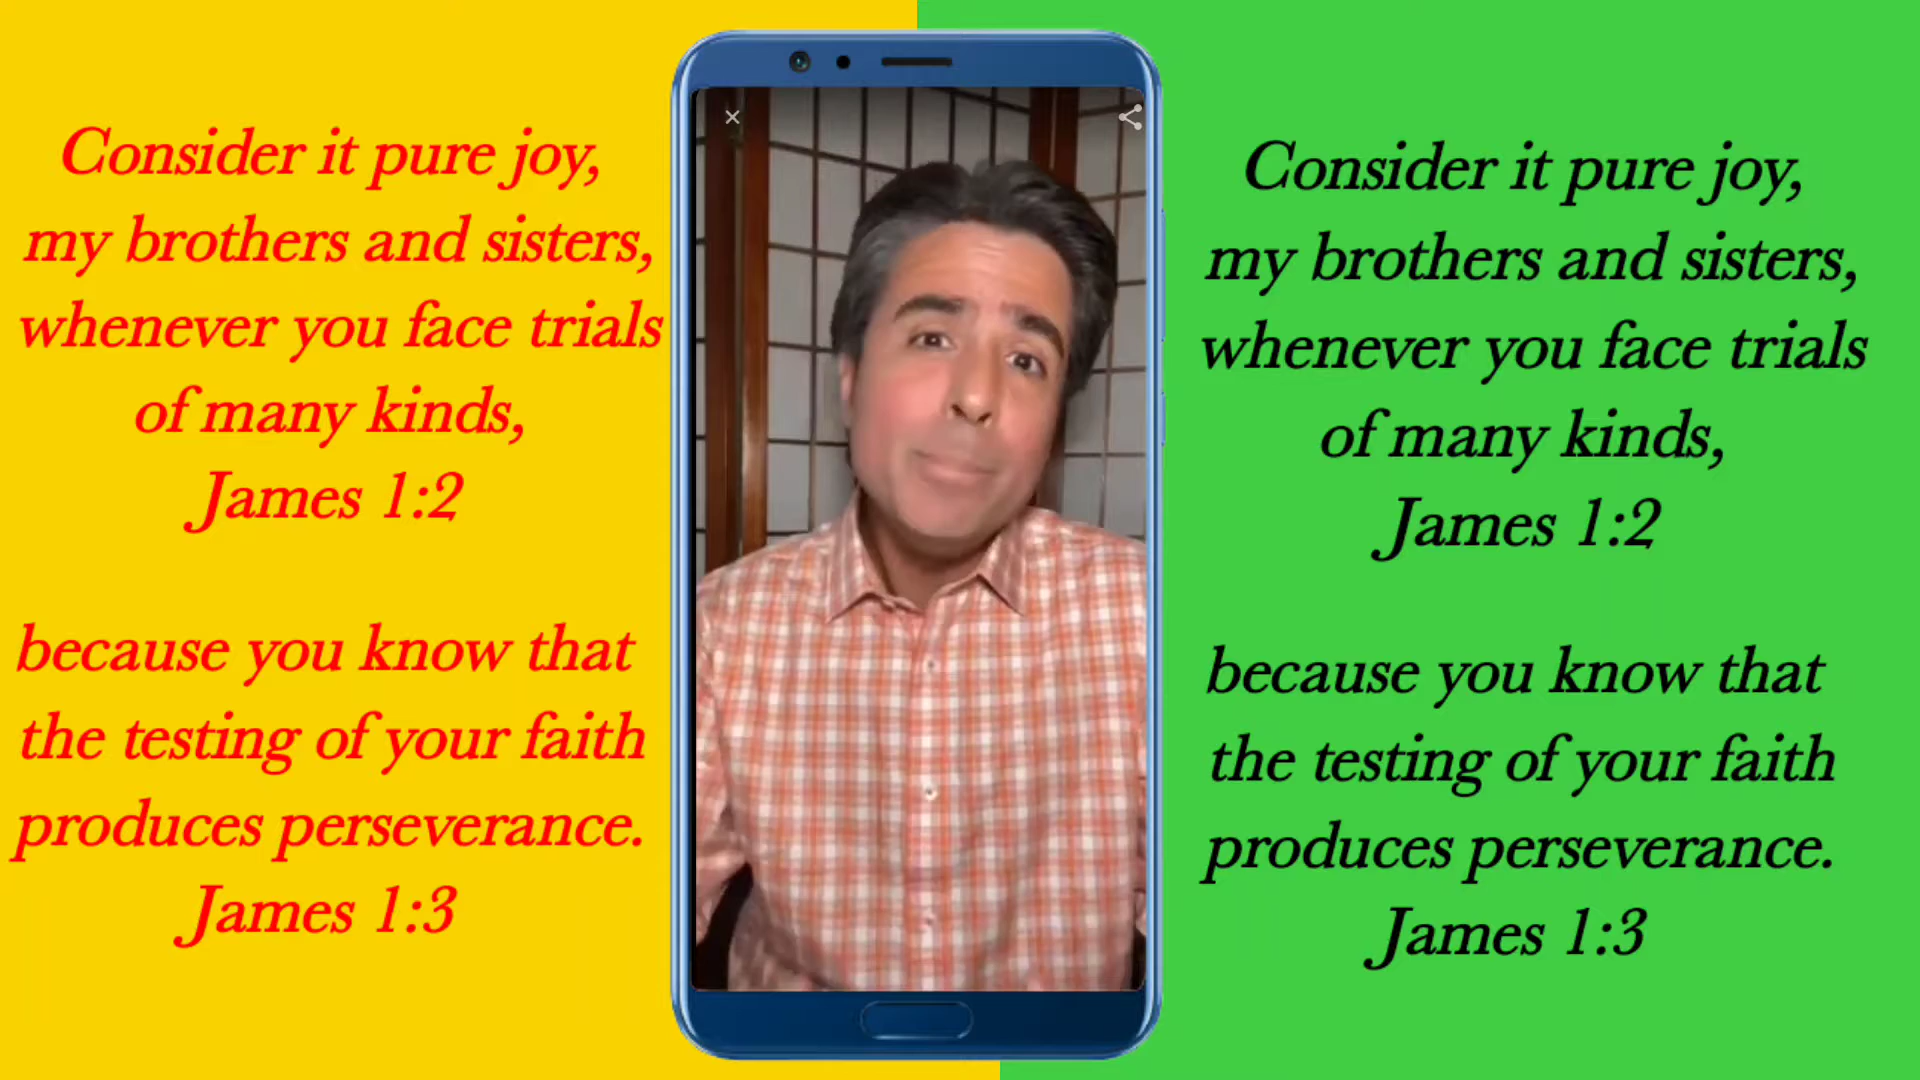 Consider it pure joy,
my brothers and sisters,
whenever you face trials
of many kinds,
James 1:2
because you know that
the testing of your faith
produces perseverance.
James 1:3
Consider it pure joy,
my brothers and sisters,
whenever you face trials
of many kinds,
James 1:2
because you know that
the testing of your faith
produces perseverance.
James 1:3